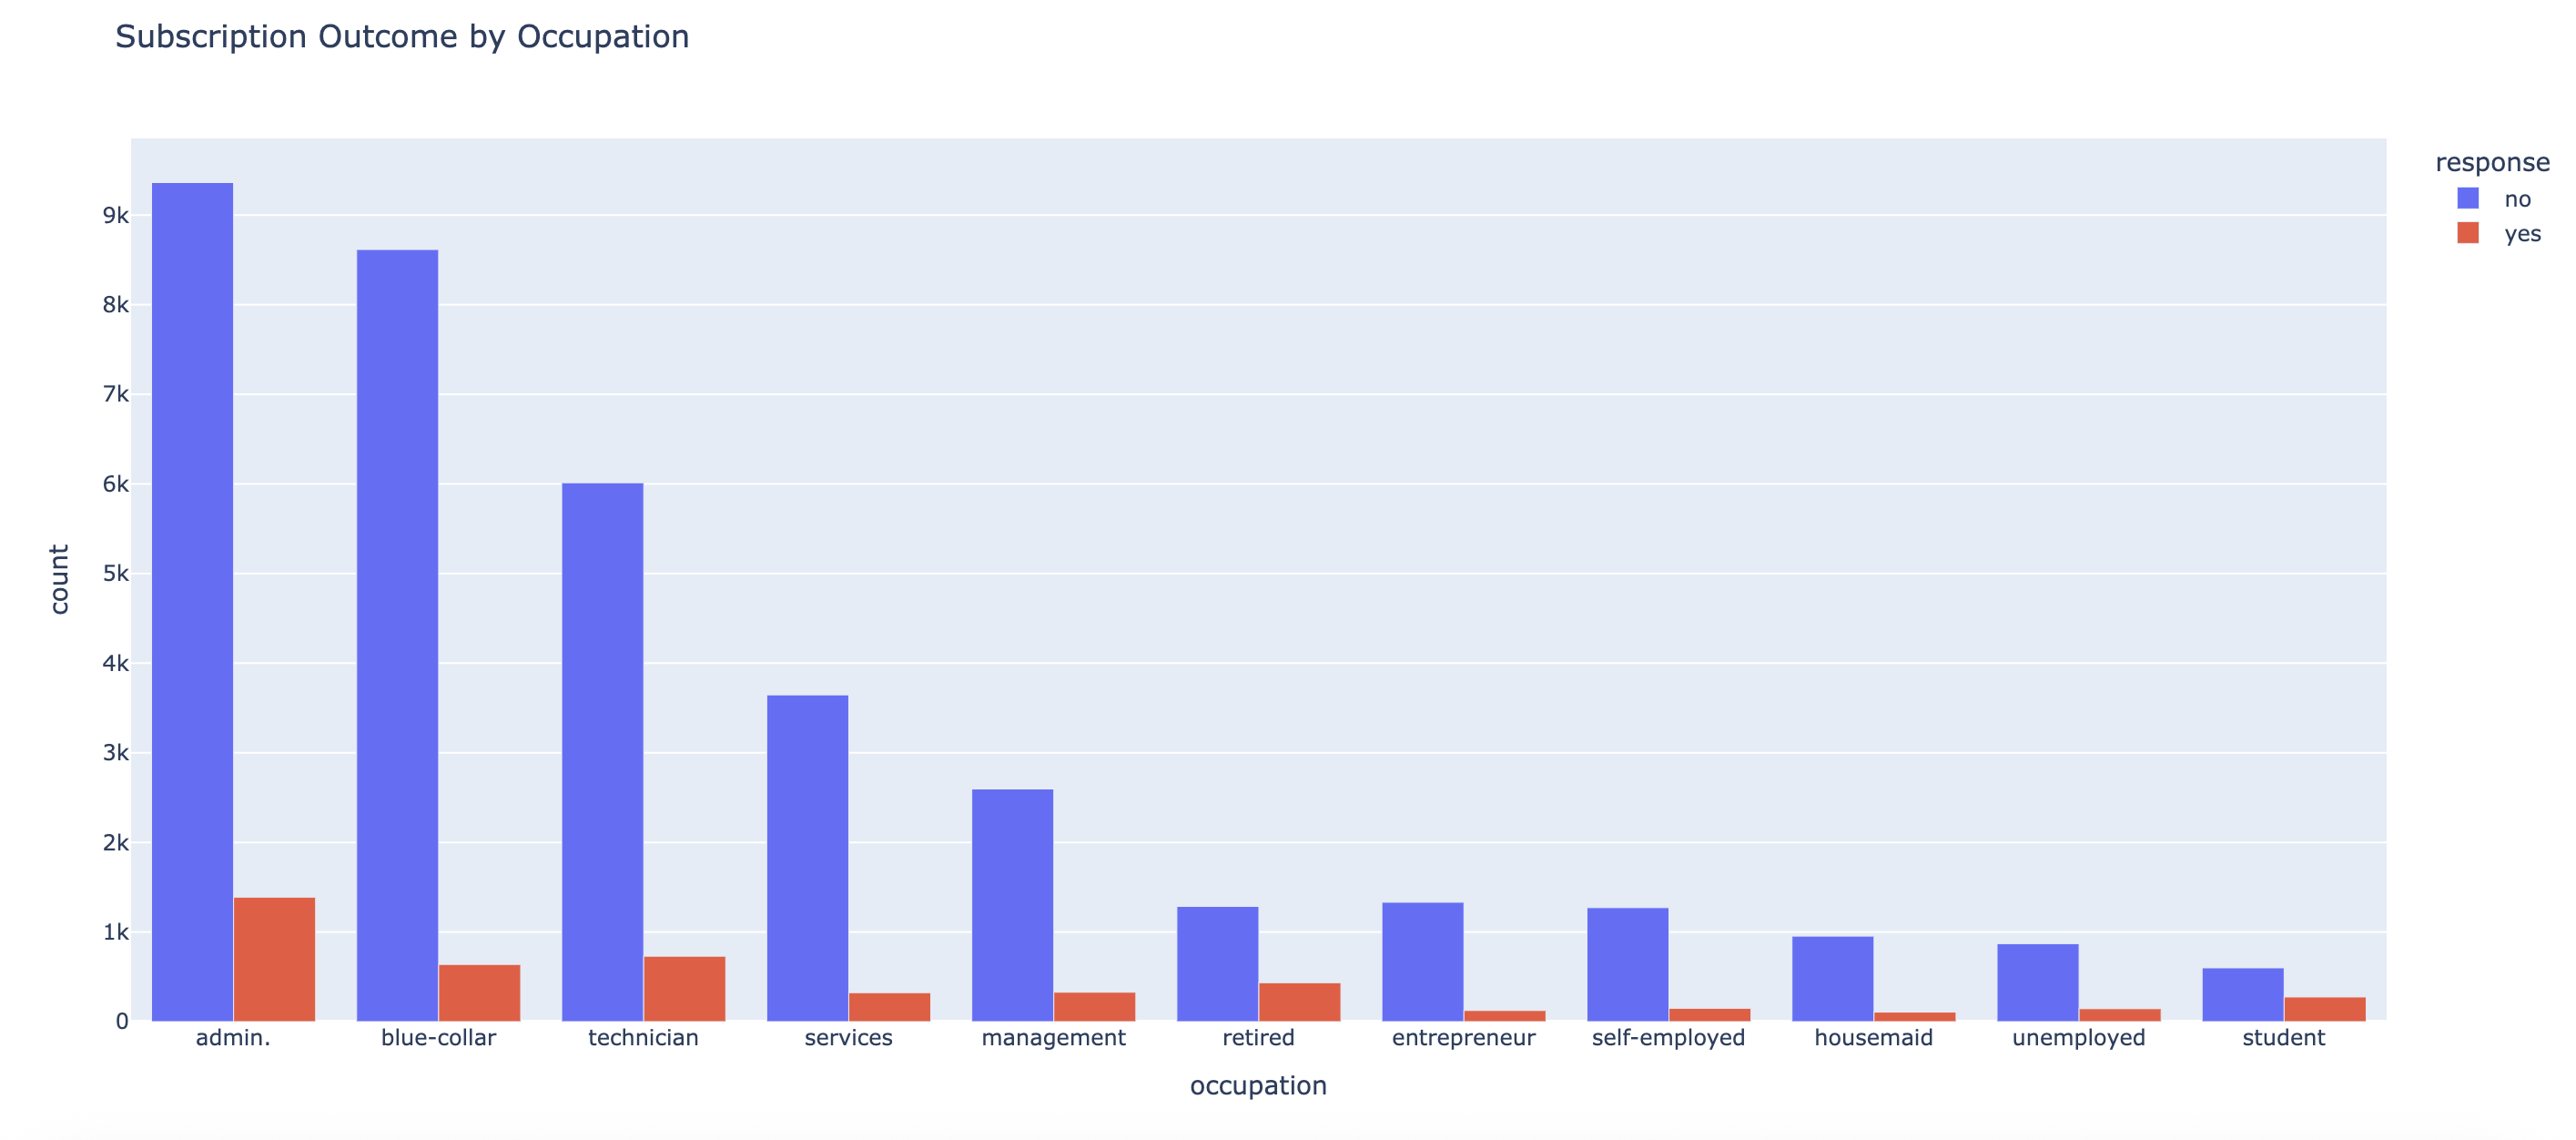 Subscription Outcome by Occupation
response
no
yes
9k
8k
7k
6k
5k
4k
3k
2k
1k
0
count
admin.
blue-collar
technician
services
management
retired
entrepreneur
self-employed
housemaid
unemployed
student
occupation